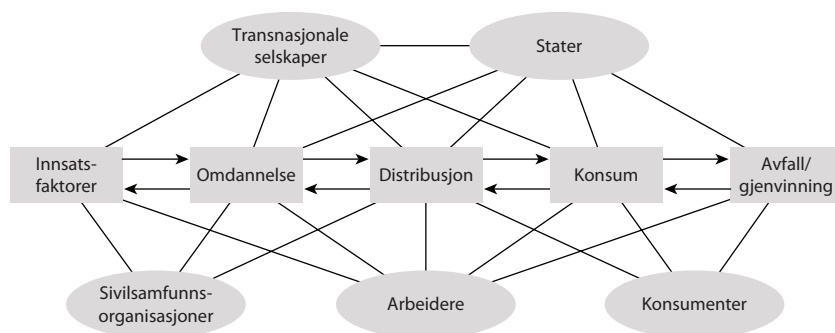 Transnasjonale
selskaper
Stater
Innsats-
faktorer
Omdannelse
Distribusjon
Konsum
Avfall/
gjenvinning
Sivilsamfunns-
organisasjoner
Arbeidere
Konsumenter